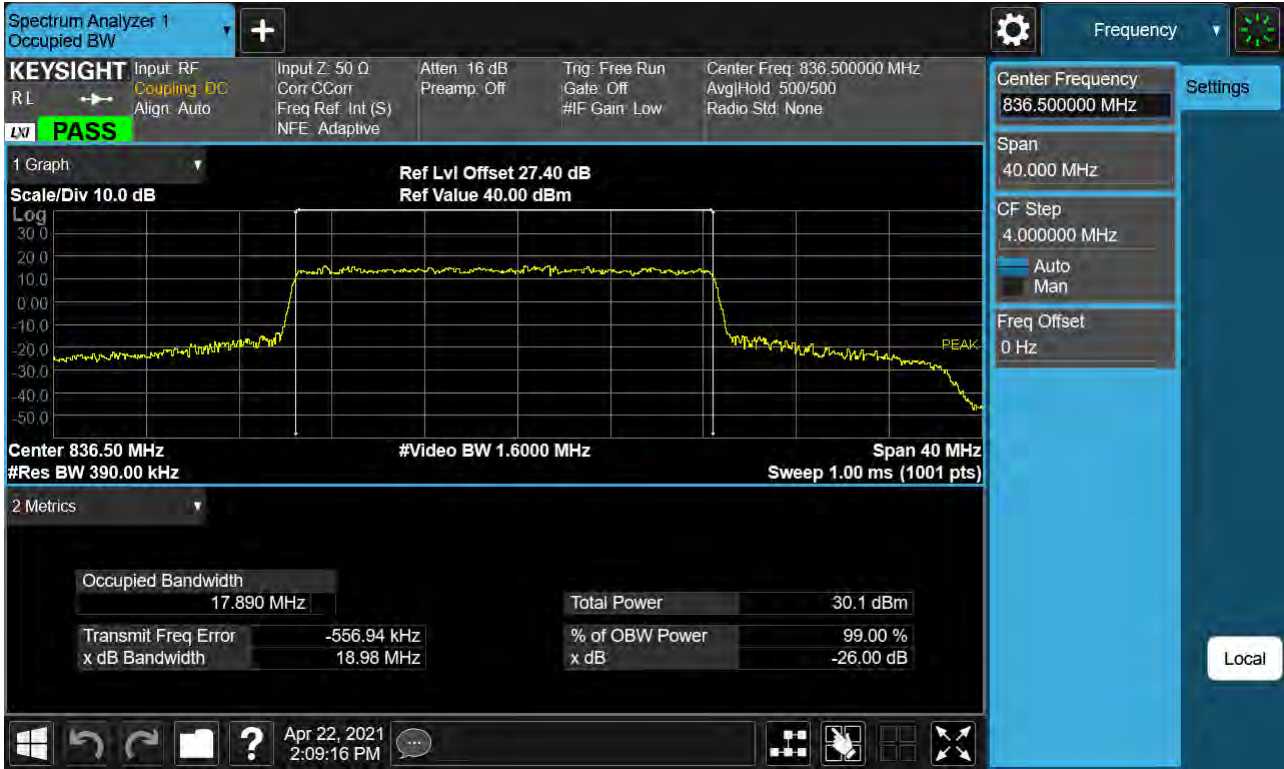 Spectrum Analyzer 1
Occupied BW
Frequency
KEYSIGHT
R L
LXI PASS
Input: RF
Coupling: DC
Align: Auto
Input Z: 50 Ω
Corr CCorr
Freq Ref: Int (S)
NFE: Adaptive
Atten: 16 dB
Preamp: Off
Trig: Free Run
Gate: Off
#IF Gain: Low
Center Freq: 836.500000 MHz
Avg|Hold: 500/500
Radio Std: None
Center Frequency
836.500000 MHz
Settings
Span
40.000 MHz
CF Step
4.000000 MHz
Auto
Man
Freq Offset
0 Hz
Local
1 Graph
Scale/Div 10.0 dB
Ref Lvl Offset 27.40 dB
Ref Value 40.00 dBm
Log
30.0
20.0
10.0
0.00
-10.0
-20.0
-30.0
-40.0
-50.0
PEAK
Center 836.50 MHz
#Video BW 1.6000 MHz
Span 40 MHz
#Res BW 390.00 kHz
Sweep 1.00 ms (1001 pts)
2 Metrics
Occupied Bandwidth
17.890 MHz
Total Power 30.1 dBm
Transmit Freq Error -556.94 kHz
% of OBW Power 99.00 %
x dB Bandwidth 18.98 MHz
x dB -26.00 dB
?
Apr 22, 2021
2:09:16 PM